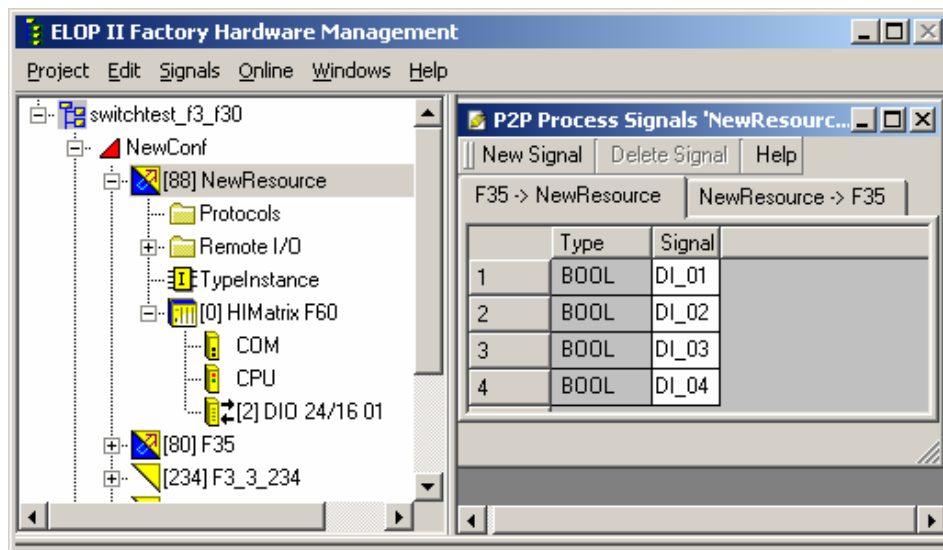 ELOP II Factory Hardware Management
Project Edit Signals Online Windows Help
switchtest_f3_f30
NewConf
[88] NewResource
Protocols
Remote I/O
TypeInstance
[0] HIMatrix F60
COM
CPU
[2] DIO 24/16 01
[80] F35
[234] F3_3_234
P2P Process Signals 'NewResourc...
New Signal Delete Signal Help
F35 -> NewResource NewResource -> F35
Type Signal
1 BOOL DI_01
2 BOOL DI_02
3 BOOL DI_03
4 BOOL DI_04